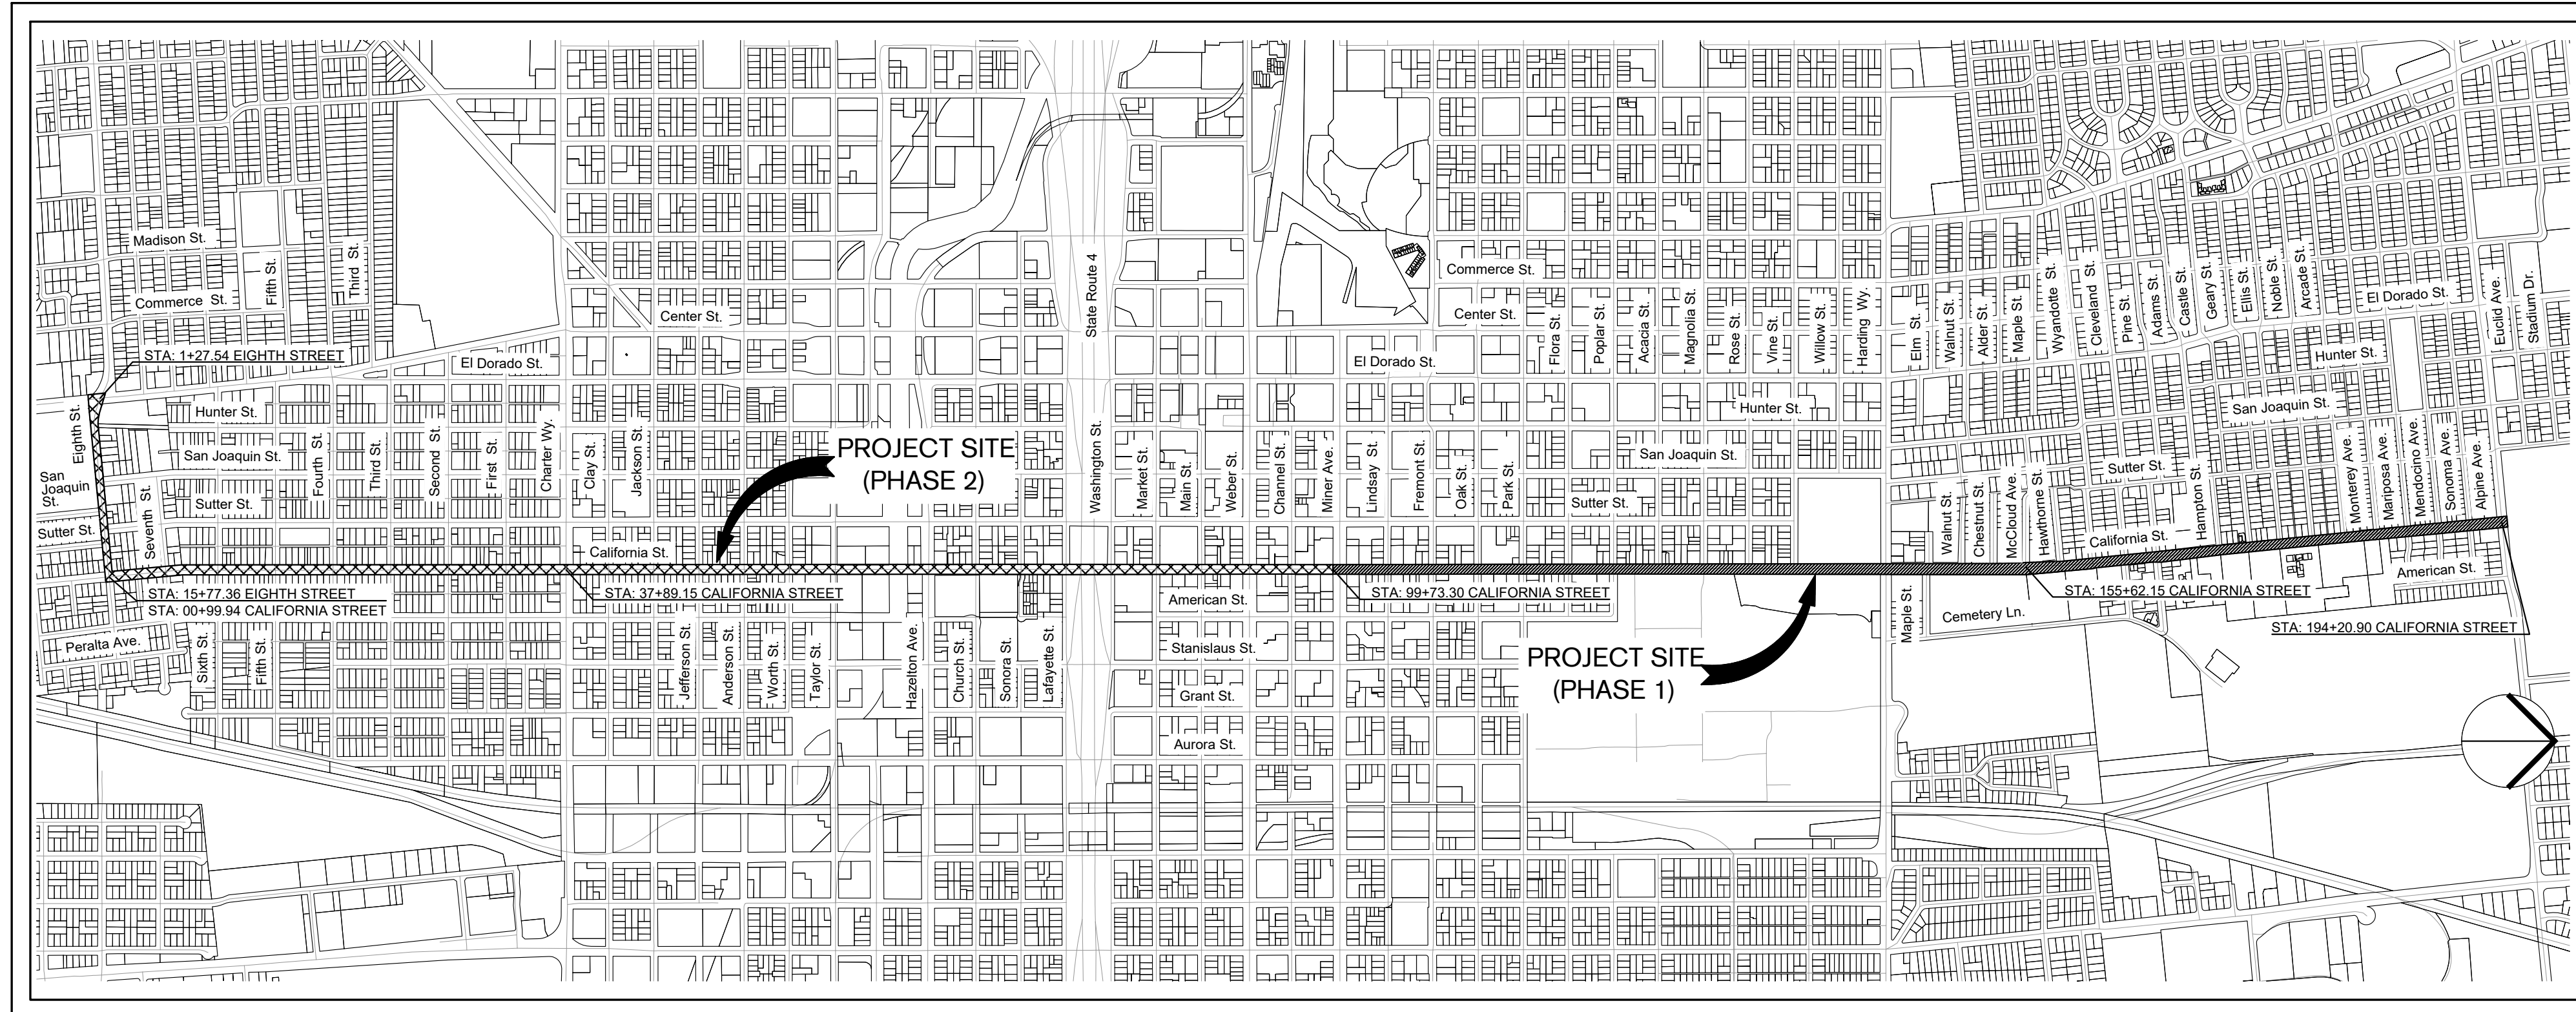 Madison St.
Fifth St.
Third St.
Commerce St.
STA: 1+27.54 EIGHTH STREET
El Dorado St.
Center St.
State Route 4
Commerce St.
Center St.
El Dorado St.
Flora St.
Poplar St.
Acacia St.
Magnolia St.
Rose St.
Vine St.
Willow St.
Harding Wy.
Elm St.
Walnut St.
Alder St.
Maple St.
Wyandotte St.
Cleveland St.
Pine St.
Adams St.
Castle St.
Geary St.
Ellis St.
Noble St.
Arcade St.
El Dorado St.
Euclid Ave.
Stadium Dr.
Hunter St.
San Joaquin St.
Eighth St.
San
Joaquin
St.
Sutter St.
Hunter St.
San Joaquin St.
Sutter St.
Seventh St.
Fourth St.
Third St.
Second St.
First St.
Charter Wy.
Clay St.
Jackson St.
California St.
PROJECT SITE
(PHASE 2)
Washington St.
Market St.
Main St.
Weber St.
Channel St.
Miner Ave.
Lindsay St.
Fremont St.
Oak St.
Park St.
Hunter St.
San Joaquin St.
Sutter St.
Walnut St.
Chestnut St.
McCloud Ave.
Hawthorne St.
Sutter St.
Hampton St.
California St.
Monterey Ave.
Mariposa Ave.
Mendocino Ave.
Sonoma Ave.
Alpine Ave.
American St.
STA: 15+77.36 EIGHTH STREET
STA: 00+99.94 CALIFORNIA STREET
STA: 37+89.15 CALIFORNIA STREET
STA: 99+73.30 CALIFORNIA STREET
STA: 155+62.15 CALIFORNIA STREET
STA: 194+20.90 CALIFORNIA STREET
Peralta Ave.
Sixth St.
Fifth St.
Jefferson St.
Anderson St.
Worth St.
Taylor St.
Hazelton Ave.
Church St.
Sonora St.
Lafayette St.
American St.
Stanislaus St.
Grant St.
Aurora St.
PROJECT SITE
(PHASE 1)
Maple St.
Cemetery Ln.